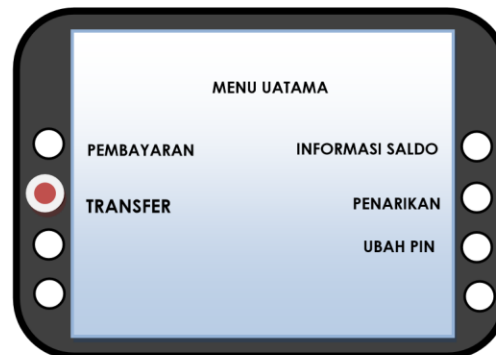 MENU UATAMA
PEMBAYARAN INFORMASI SALDO
TRANSFER PENARIKAN
UBAH PIN